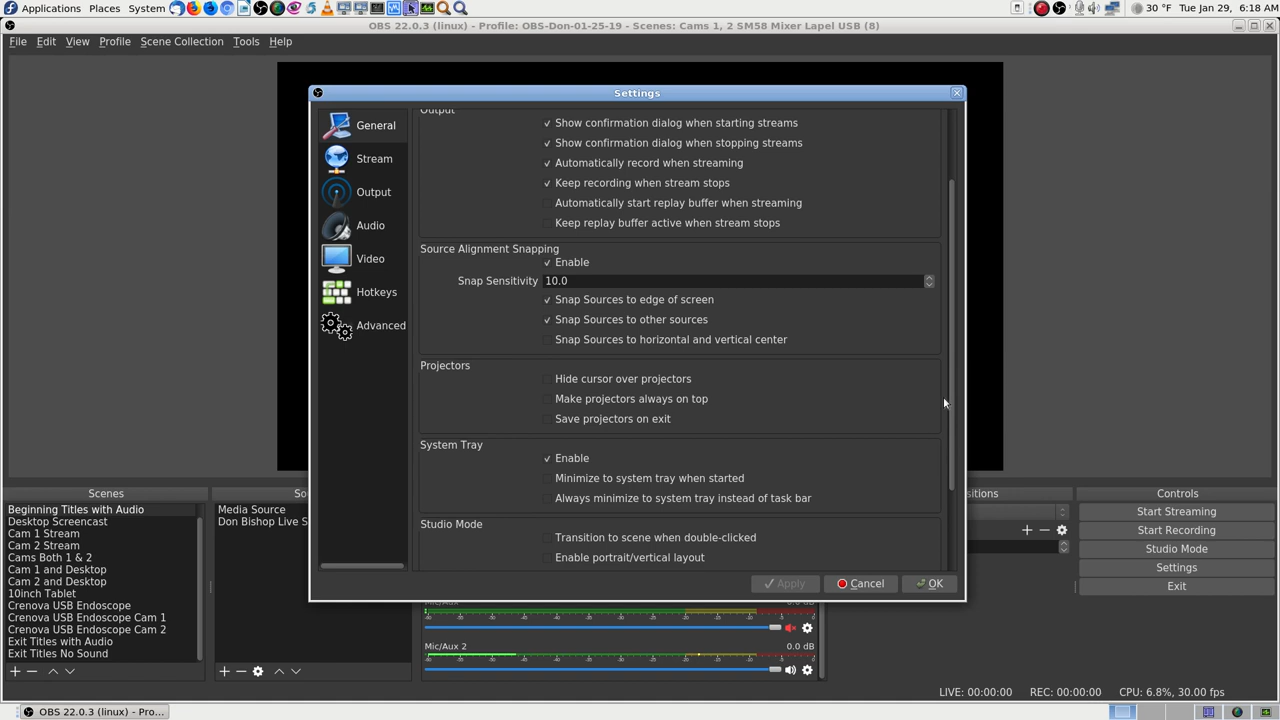 Applications Places System 30 °F Tue Jan 29, 6:18 AM
OBS 22.0.3 (linux) - Profile: OBS-Don-01-25-19 - Scenes: Cams 1, 2 SM58 Mixer Lapel USB (8)
File Edit View Profile Scene Collection Tools Help
Settings
General
Stream
Output
Audio
Video
Hotkeys
Advanced
Output
Show confirmation dialog when starting streams
Show confirmation dialog when stopping streams
Automatically record when streaming
Keep recording when stream stops
Automatically start replay buffer when streaming
Keep replay buffer active when stream stops
Source Alignment Snapping
Enable
Snap Sensitivity 10.0
Snap Sources to edge of screen
Snap Sources to other sources
Snap Sources to horizontal and vertical center
Projectors
Hide cursor over projectors
Make projectors always on top
Save projectors on exit
System Tray
Enable
Minimize to system tray when started
Always minimize to system tray instead of task bar
Studio Mode
Transition to scene when double-clicked
Enable portrait/vertical layout
Apply Cancel OK
Scenes
Beginning Titles with Audio
Desktop Screencast
Cam 1 Stream
Cam 2 Stream
Cams Both 1 & 2
Cam 1 and Desktop
Cam 2 and Desktop
10inch Tablet
Crenova USB Endoscope
Crenova USB Endoscope Cam 1
Crenova USB Endoscope Cam 2
Exit Titles with Audio
Exit Titles No Sound
So
Media Source
Don Bishop Live S
Mic/Aux 0.0 dB
Mic/Aux 2 0.0 dB
sitions
Controls
Start Streaming
Start Recording
Studio Mode
Settings
Exit
LIVE: 00:00:00 REC: 00:00:00 CPU: 6.8%, 30.00 fps
OBS 22.0.3 (linux) - Pro...